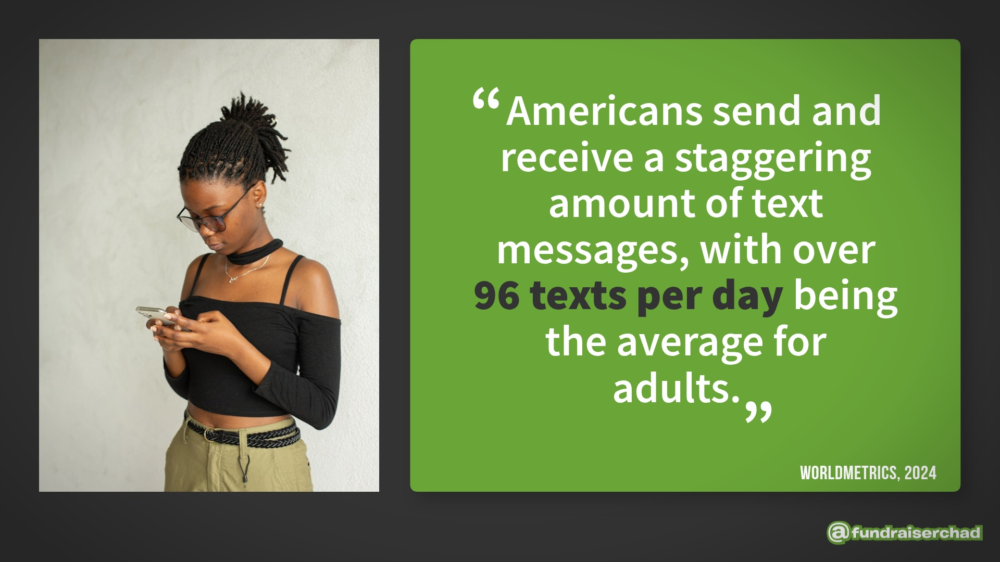 “Americans send and
receive a staggering
amount of text
messages, with over
96 texts per day being
the average for
adults.”
WORLDMETRICS, 2024
@fundraiserchad